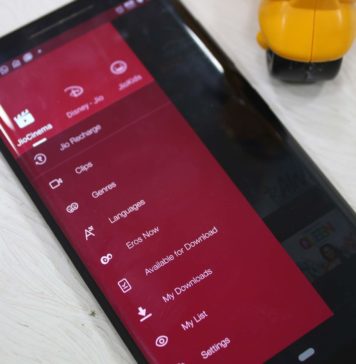 JioCinema
Disney - Jio
JioKids
Jio Recharge
Clips
Genres
Languages
Eros Now
Available for Download
My Downloads
My List
Settings
QUEEN